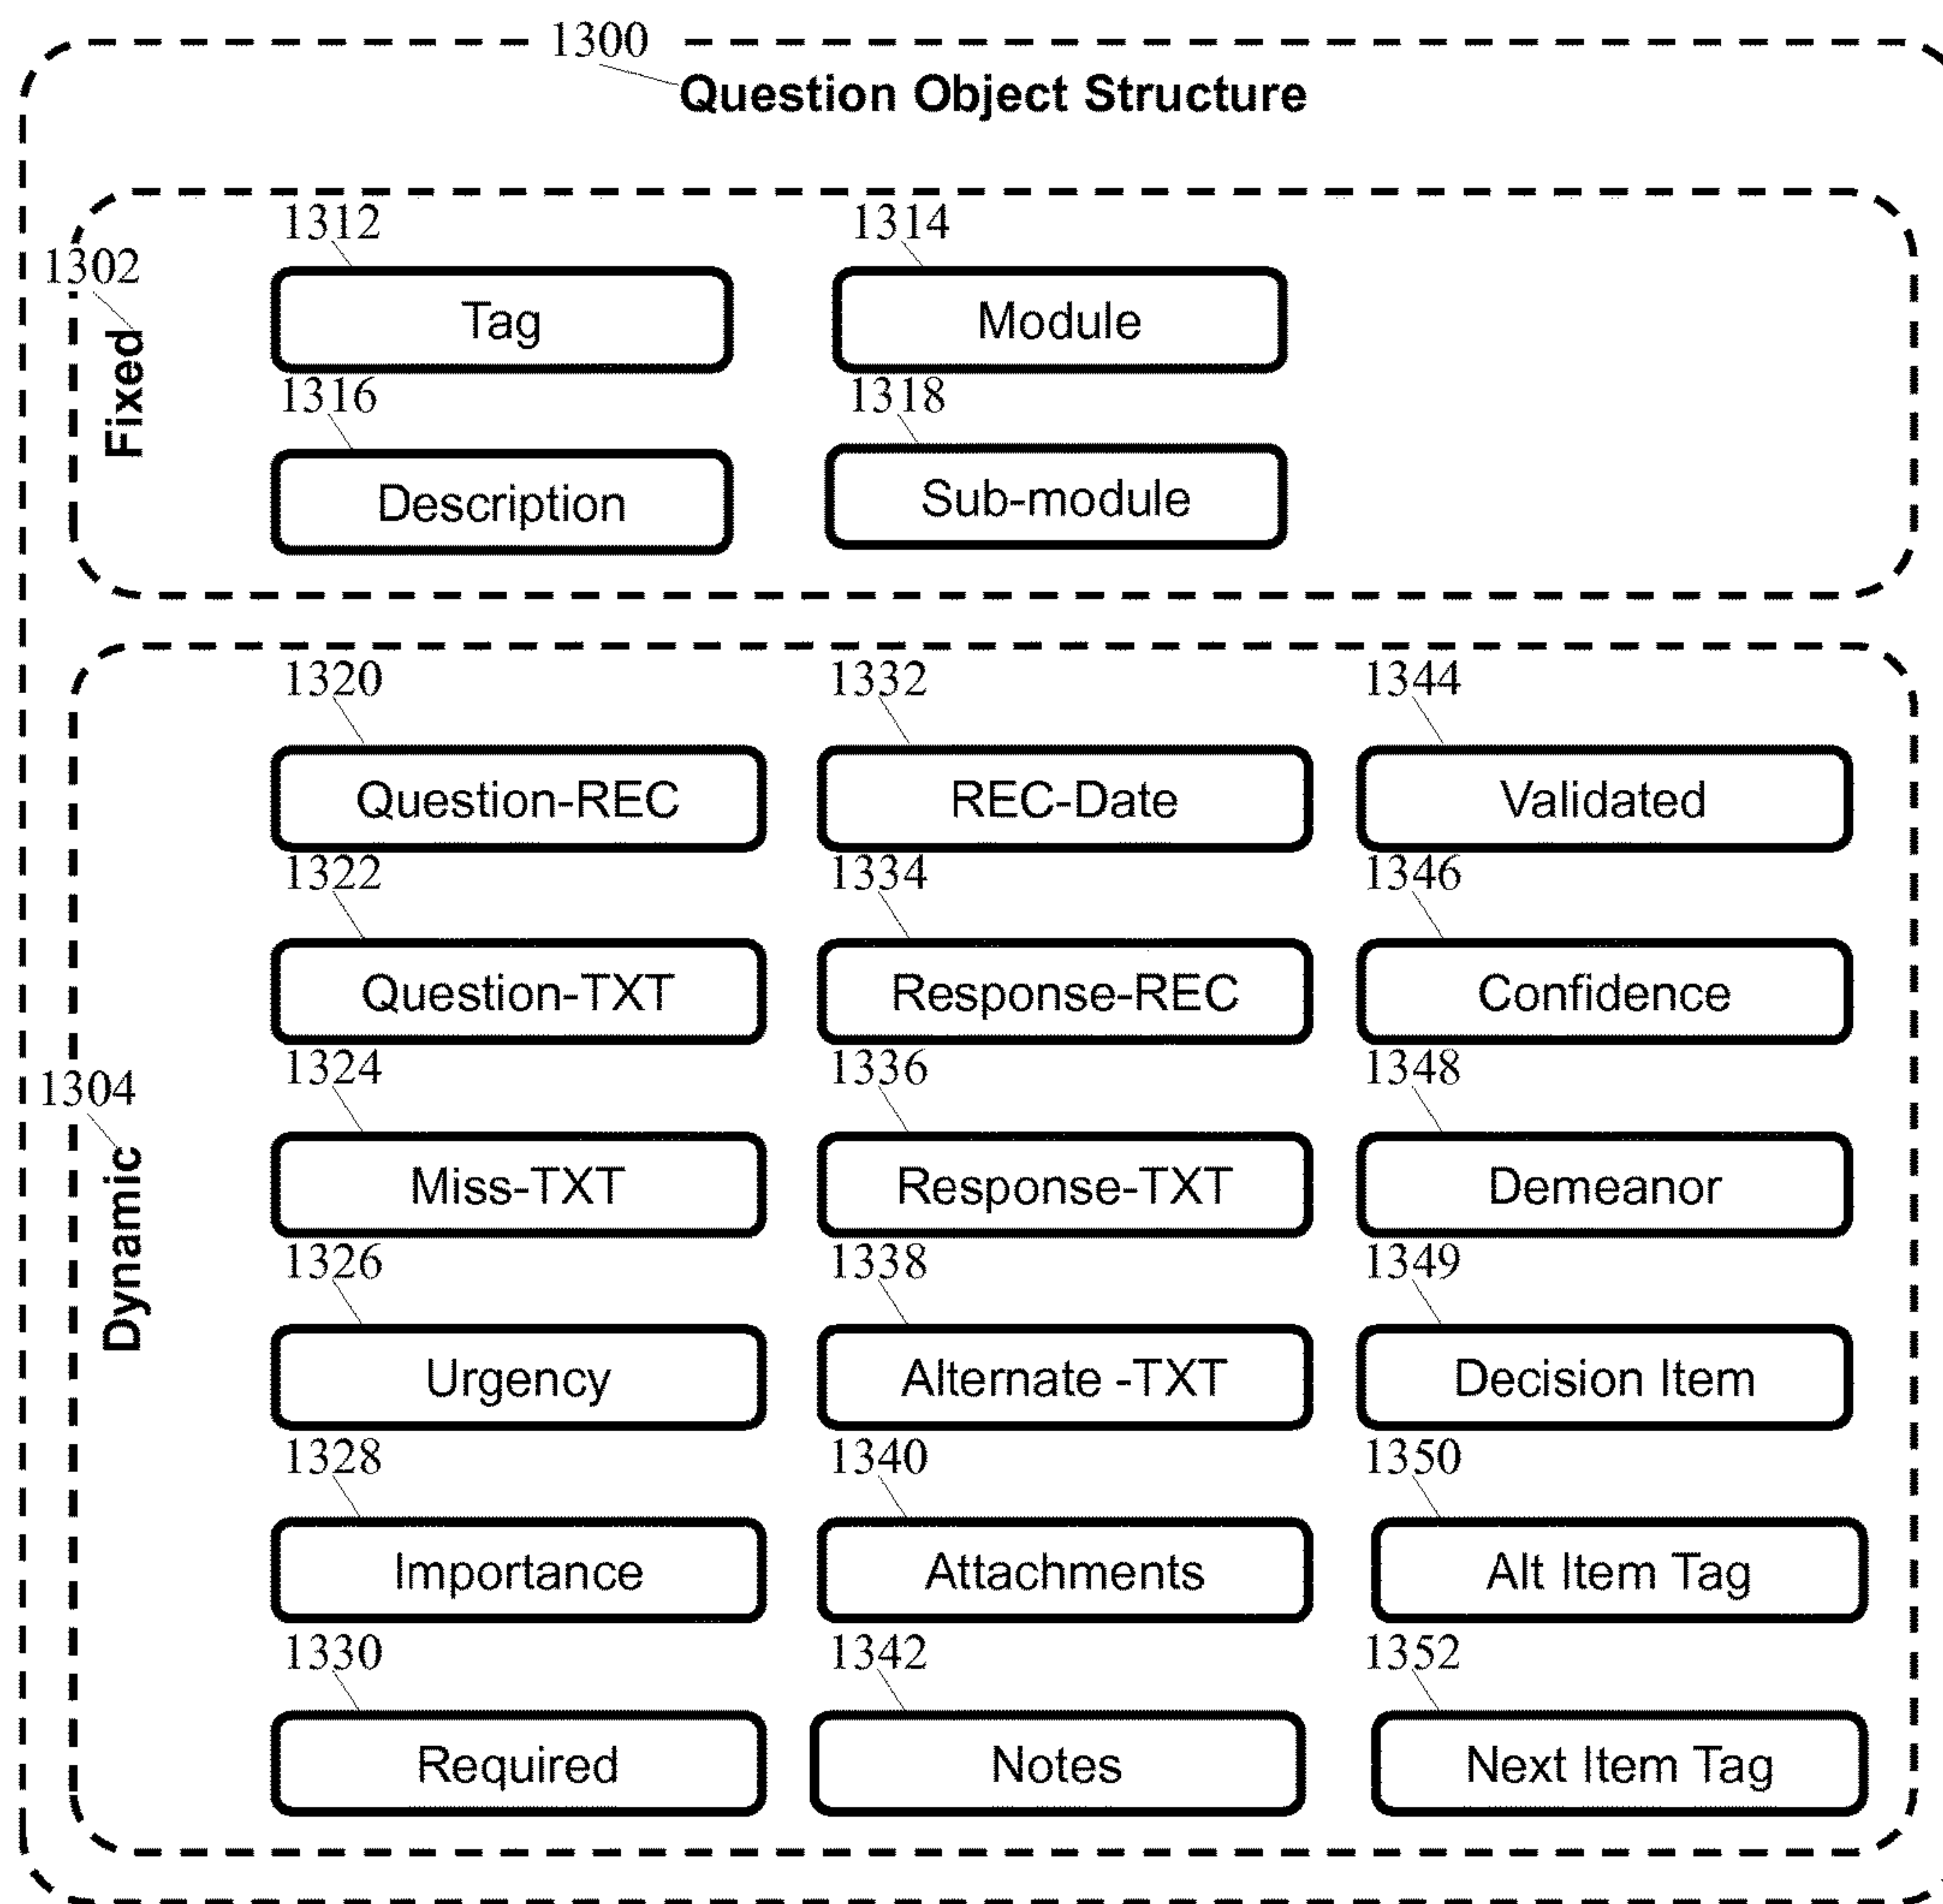 1300
Question Object Structure
1302
Fixed
1312 1314
Tag Module
1316 1318
Description Sub-module
1304
Dynamic
1320 1332 1344
Question-REC REC-Date Validated
1322 1334 1346
Question-TXT Response-REC Confidence
1324 1336 1348
Miss-TXT Response-TXT Demeanor
1326 1338 1349
Urgency Alternate -TXT Decision Item
1328 1340 1350
Importance Attachments Alt Item Tag
1330 1342 1352
Required Notes Next Item Tag